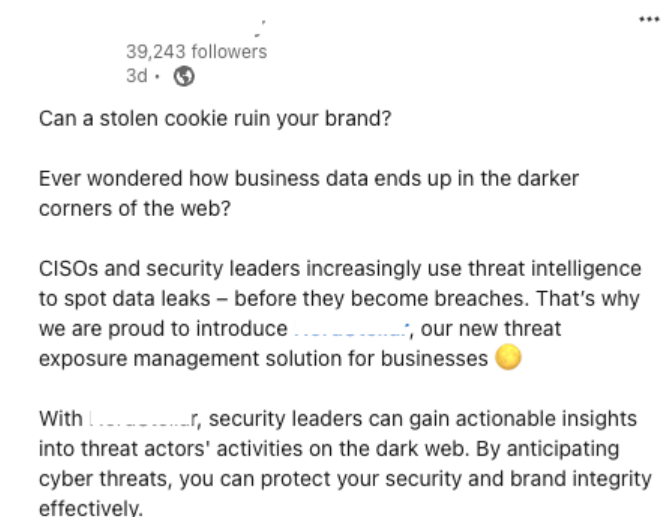 39,243 followers
3d •
Can a stolen cookie ruin your brand?
Ever wondered how business data ends up in the darker
corners of the web?
CISOs and security leaders increasingly use threat intelligence
to spot data leaks – before they become breaches. That's why
we are proud to introduce , our new threat
exposure management solution for businesses
With , security leaders can gain actionable insights
into threat actors' activities on the dark web. By anticipating
cyber threats, you can protect your security and brand integrity
effectively.